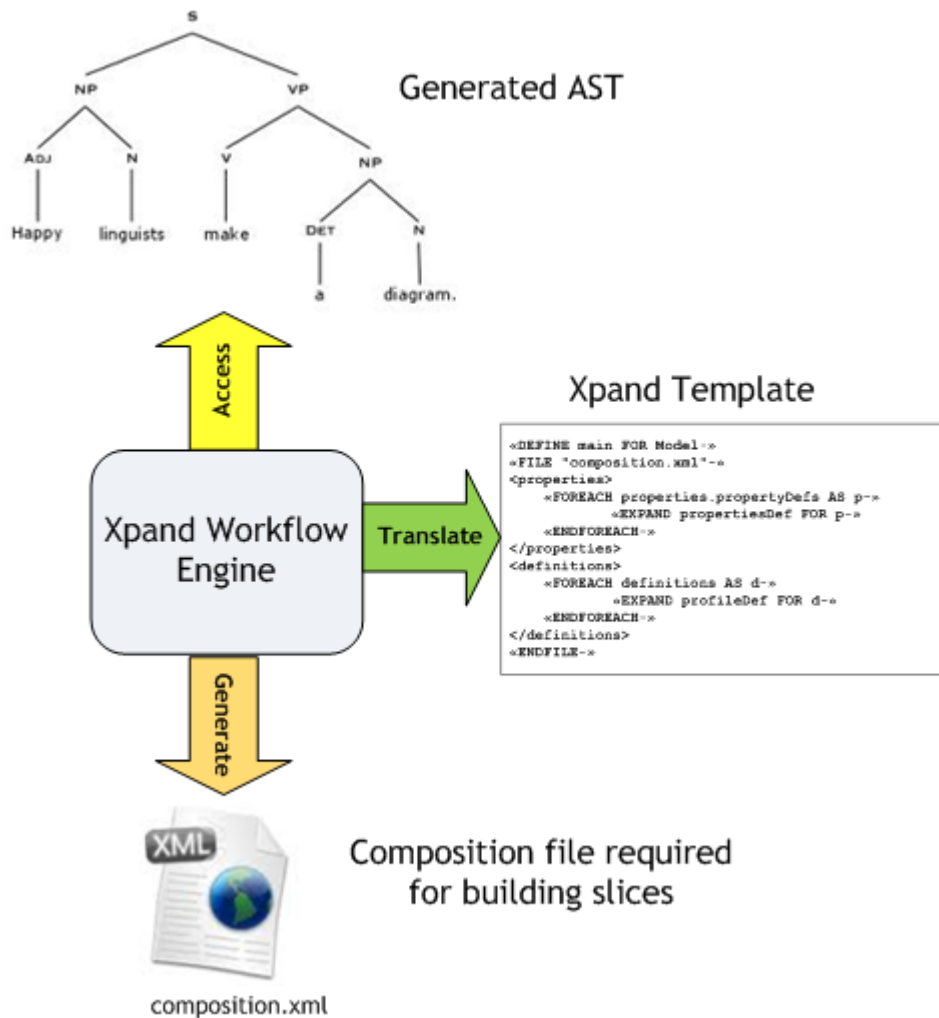 S
NP VP
Generated AST
ADJ N V NP
Happy linguists make DET N
a diagram.
Access
Xpand Workflow
Engine
Translate
Generate
Xpand Template
«DEFINE main FOR Model-»
«FILE "composition.xml"-»
<properties>
«FOREACH properties.propertyDefs AS p-»
«EXPAND propertiesDef FOR p-»
«ENDFOREACH-»
</properties>
<definitions>
«FOREACH definitions AS d-»
«EXPAND profileDef FOR d-»
«ENDFOREACH-»
</definitions>
«ENDFILE-»
XML
Composition file required
for building slices
composition.xml